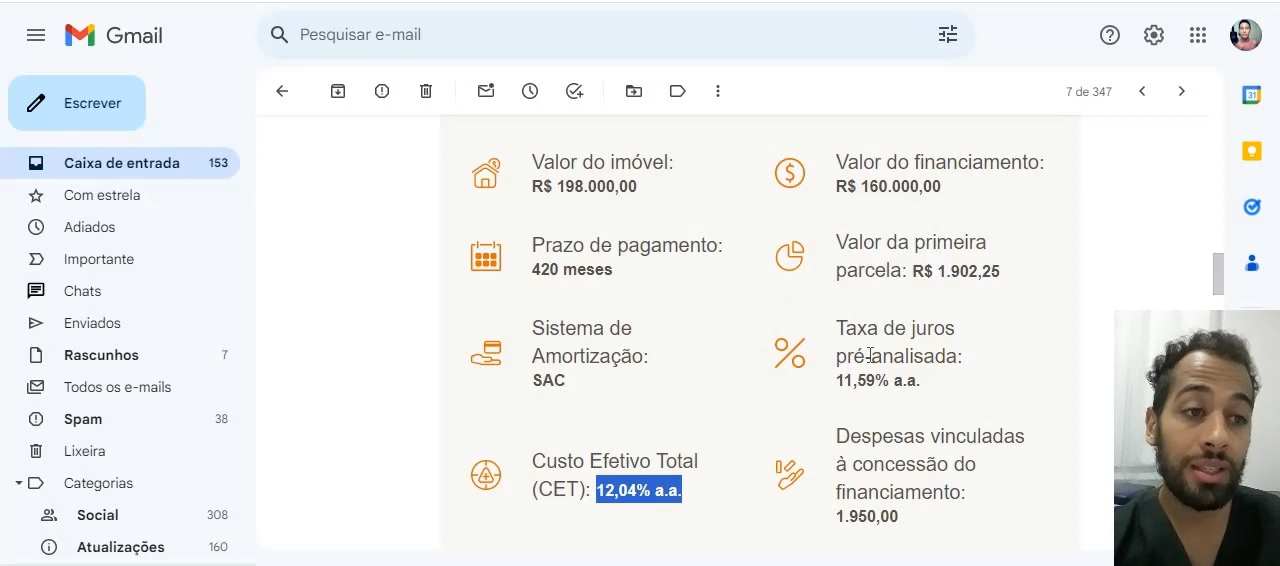 Gmail
Pesquisar e-mail
Escrever
7 de 347
Caixa de entrada 153
Com estrela
Adiados
Importante
Chats
Enviados
Rascunhos 7
Todos os e-mails
Spam 38
Lixeira
Categorias
Social 308
Atualizações 160
Valor do imóvel:
R$ 198.000,00
Valor do financiamento:
R$ 160.000,00
Prazo de pagamento:
420 meses
Valor da primeira
parcela: R$ 1.902,25
Sistema de
Amortização:
SAC
Taxa de juros
pré-analisada:
11,59% a.a.
Custo Efetivo Total
(CET): 12,04% a.a.
Despesas vinculadas
à concessão do
financiamento:
1.950,00
31